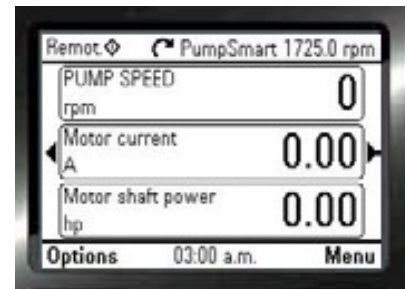 Remot. PumpSmart 1725.0 rpm
PUMP SPEED
rpm 0
Motor current
A 0.00
Motor shaft power
hp 0.00
Options 03:00 a.m. Menu